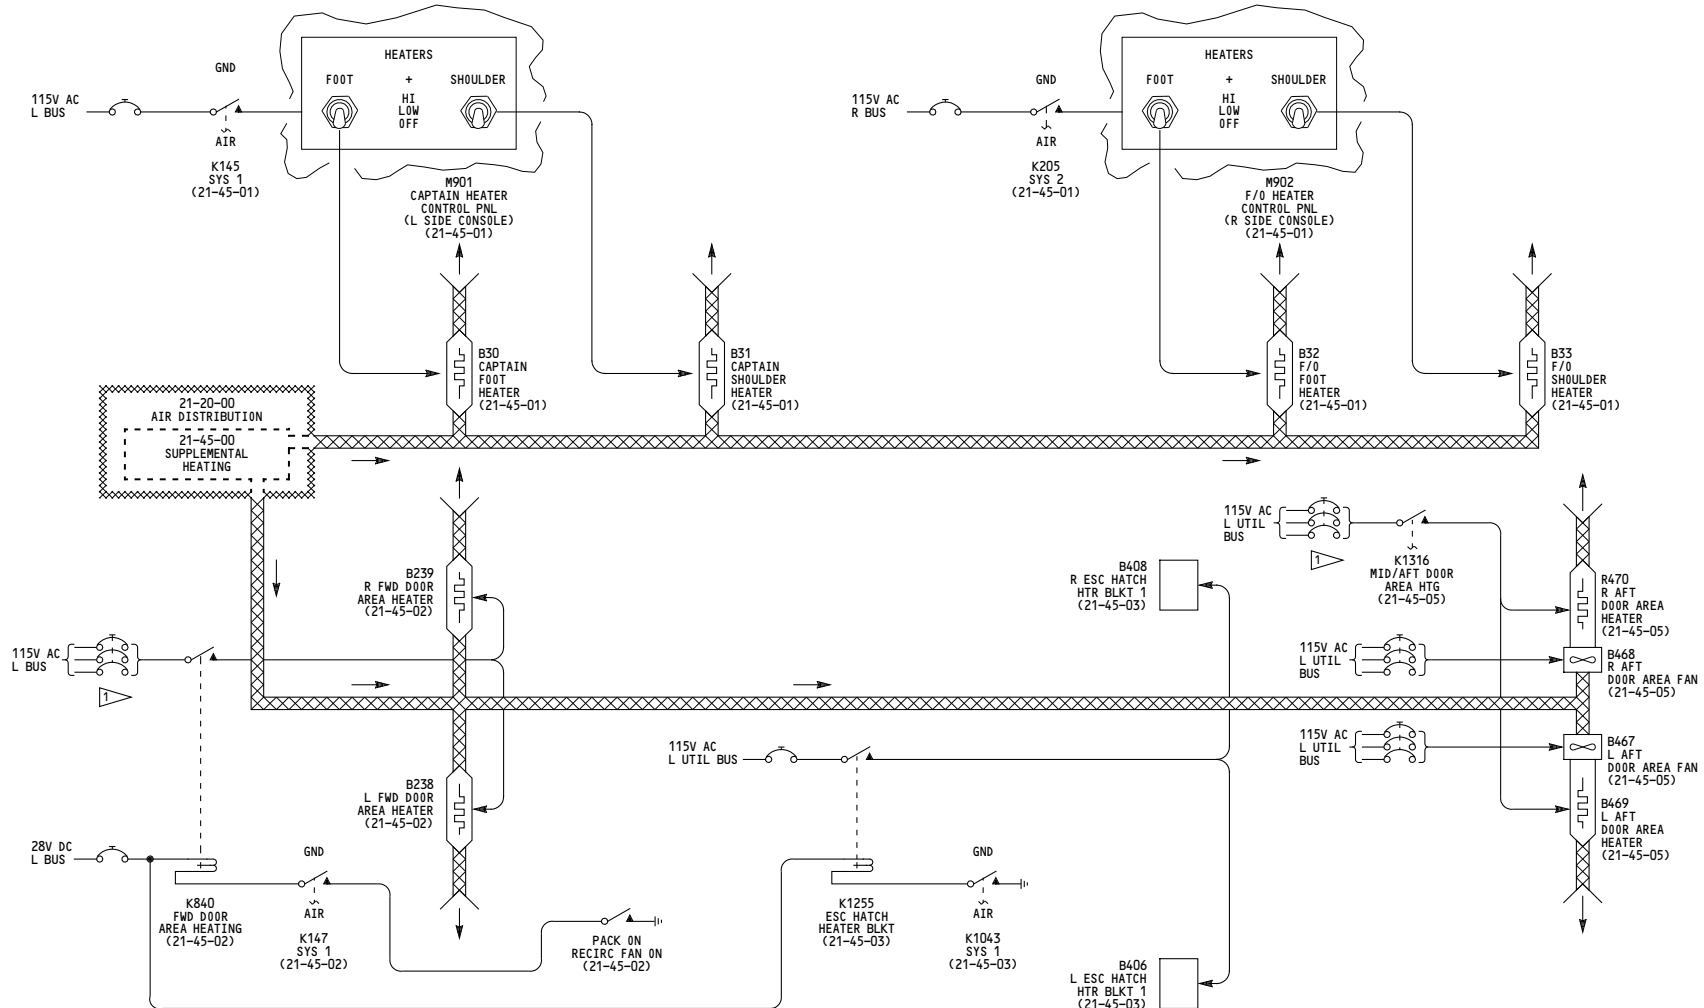 HEATERS
GND
FOOT
+
SHOULDER
HI
LOW
OFF
115V AC
L BUS
AIR
K145
SYS 1
(21-45-01)
M901
CAPTAIN HEATER
CONTROL PNL
(L SIDE CONSOLE)
(21-45-01)
HEATERS
GND
FOOT
+
SHOULDER
HI
LOW
OFF
115V AC
R BUS
AIR
K205
SYS 2
(21-45-01)
M902
F/O HEATER
CONTROL PNL
(R SIDE CONSOLE)
(21-45-01)
B30
CAPTAIN
FOOT
HEATER
(21-45-01)
B31
CAPTAIN
SHOULDER
HEATER
(21-45-01)
B32
F/O
FOOT
HEATER
(21-45-01)
B33
F/O
SHOULDER
HEATER
(21-45-01)
21-20-00
AIR DISTRIBUTION
21-45-00
SUPPLEMENTAL
HEATING
115V AC
L UTIL
BUS
1
K1316
MID/AFT DOOR
AREA HTG
(21-45-05)
B239
R FWD DOOR
AREA HEATER
(21-45-02)
B408
R ESC HATCH
HTR BLKT 1
(21-45-03)
R470
R AFT
DOOR AREA
HEATER
(21-45-05)
115V AC
L BUS
1
115V AC
L UTIL
BUS
B468
R AFT
DOOR AREA FAN
(21-45-05)
115V AC
L UTIL BUS
115V AC
L UTIL
BUS
B467
L AFT
DOOR AREA FAN
(21-45-05)
B238
L FWD DOOR
AREA HEATER
(21-45-02)
B469
L AFT
DOOR AREA
HEATER
(21-45-05)
28V DC
L BUS
K840
FWD DOOR
AREA HEATING
(21-45-02)
GND
AIR
K147
SYS 1
(21-45-02)
PACK ON
RECIRC FAN ON
(21-45-02)
K1255
ESC HATCH
HEATER BLKT
(21-45-03)
GND
AIR
K1043
SYS 1
(21-45-03)
B406
L ESC HATCH
HTR BLKT 1
(21-45-03)